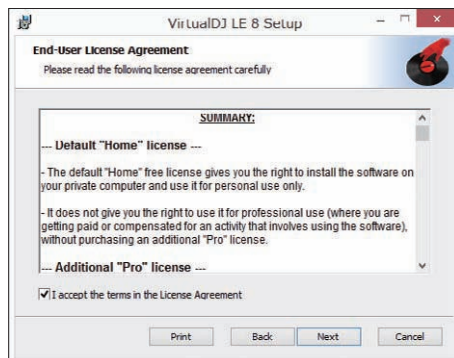 VirtualDJ LE 8 Setup
End-User License Agreement
Please read the following license agreement carefully
SUMMARY:
--- Default "Home" license ---
- The default "Home" free license gives you the right to install the software on
your private computer and use it for personal use only.
- It does not give you the right to use it for professional use (where you are
getting paid or compensated for an activity that involves using the software),
without purchasing an additional "Pro" license.
--- Additional "Pro" license ---
I accept the terms in the License Agreement
Print Back Next Cancel